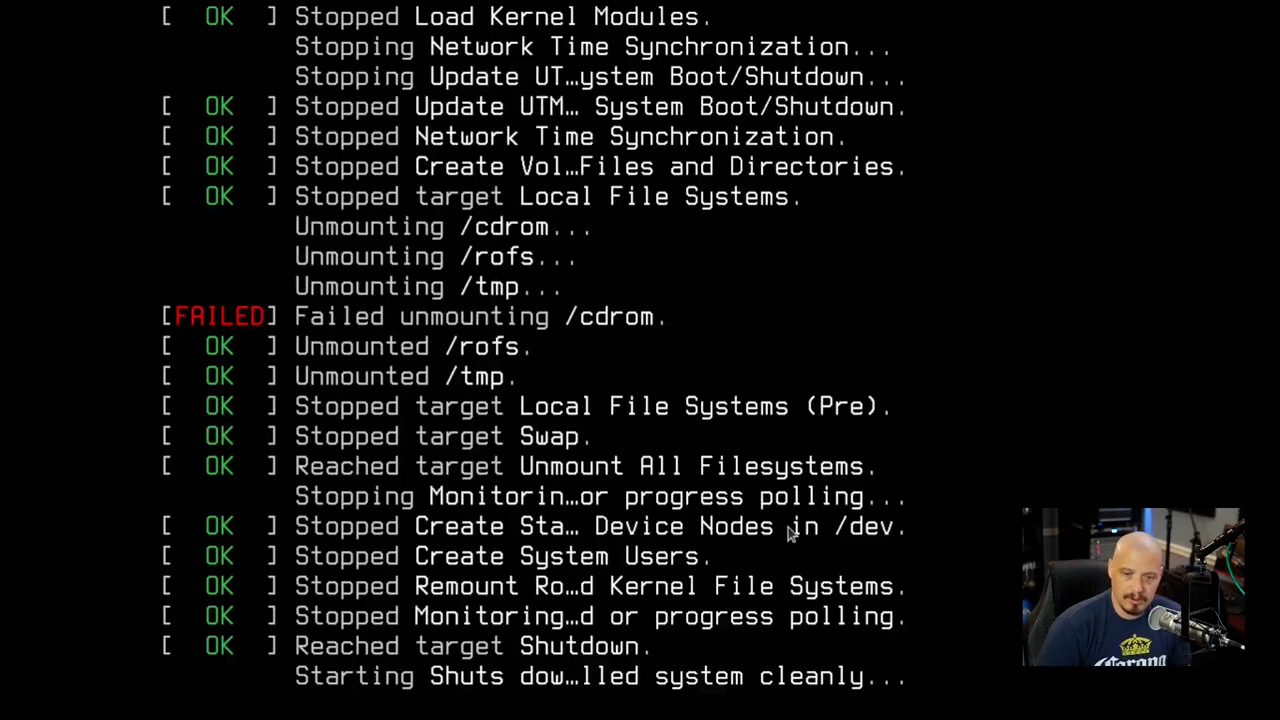 [  OK  ] Stopped Load Kernel Modules.
Stopping Network Time Synchronization...
Stopping Update UT…ystem Boot/Shutdown...
[  OK  ] Stopped Update UTM… System Boot/Shutdown.
[  OK  ] Stopped Network Time Synchronization.
[  OK  ] Stopped Create Vol…Files and Directories.
[  OK  ] Stopped target Local File Systems.
Unmounting /cdrom...
Unmounting /rofs...
Unmounting /tmp...
[FAILED] Failed unmounting /cdrom.
[  OK  ] Unmounted /rofs.
[  OK  ] Unmounted /tmp.
[  OK  ] Stopped target Local File Systems (Pre).
[  OK  ] Stopped target Swap.
[  OK  ] Reached target Unmount All Filesystems.
Stopping Monitorin…or progress polling...
[  OK  ] Stopped Create Sta… Device Nodes in /dev.
[  OK  ] Stopped Create System Users.
[  OK  ] Stopped Remount Ro…d Kernel File Systems.
[  OK  ] Stopped Monitoring…d or progress polling.
[  OK  ] Reached target Shutdown.
Starting Shuts dow…lled system cleanly...
Corona